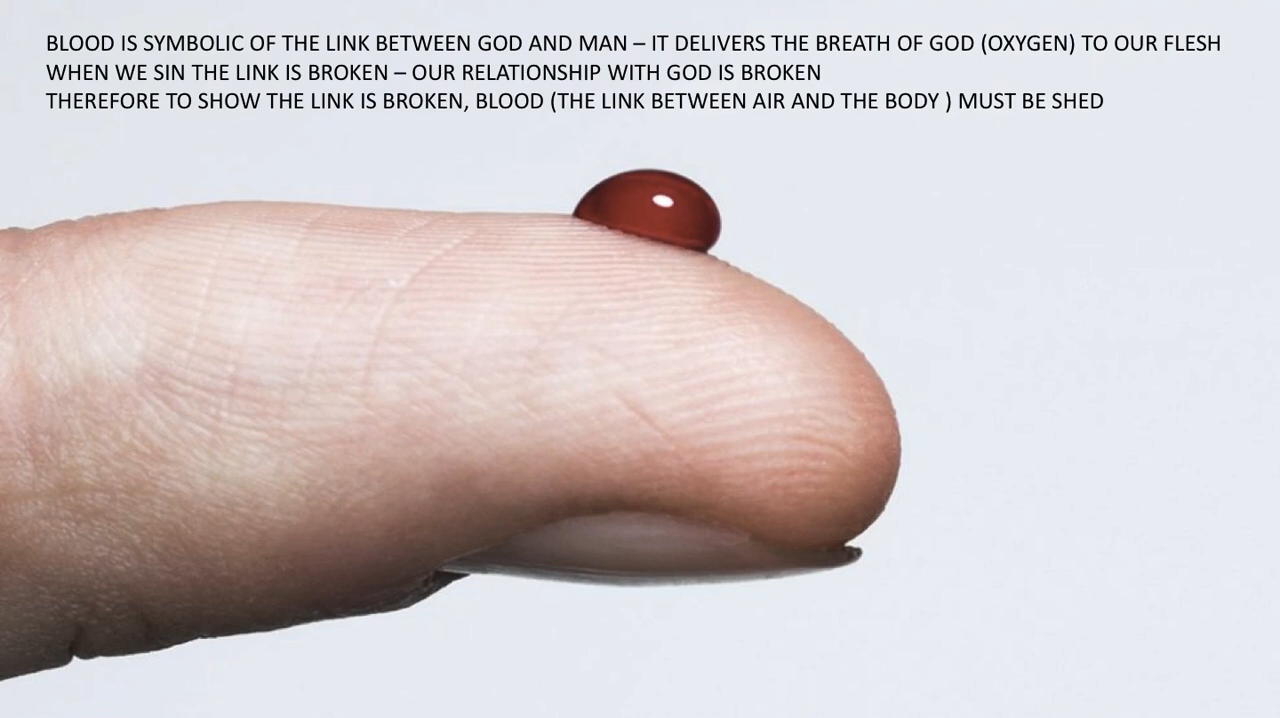 BLOOD IS SYMBOLIC OF THE LINK BETWEEN GOD AND MAN – IT DELIVERS THE BREATH OF GOD (OXYGEN) TO OUR FLESH
WHEN WE SIN THE LINK IS BROKEN – OUR RELATIONSHIP WITH GOD IS BROKEN
THEREFORE TO SHOW THE LINK IS BROKEN, BLOOD (THE LINK BETWEEN AIR AND THE BODY ) MUST BE SHED